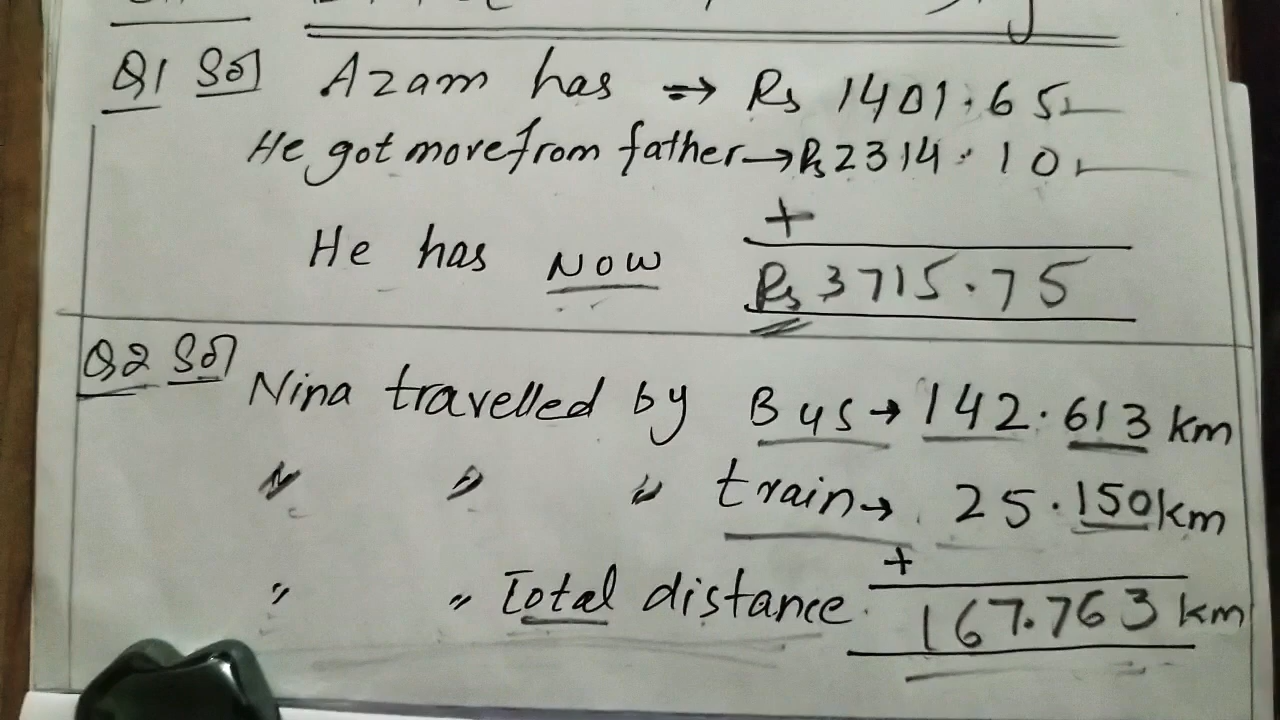 Q1 Sol Azam has ⇒ Rs 1401.65
He got more from father → Rs 2314.10
+
He has NOW Rs 3715.75
Q2 Sol
Nina travelled by Bus → 142.613 km
" " " train → 25.150 km
+
" " Total distance 167.763 km